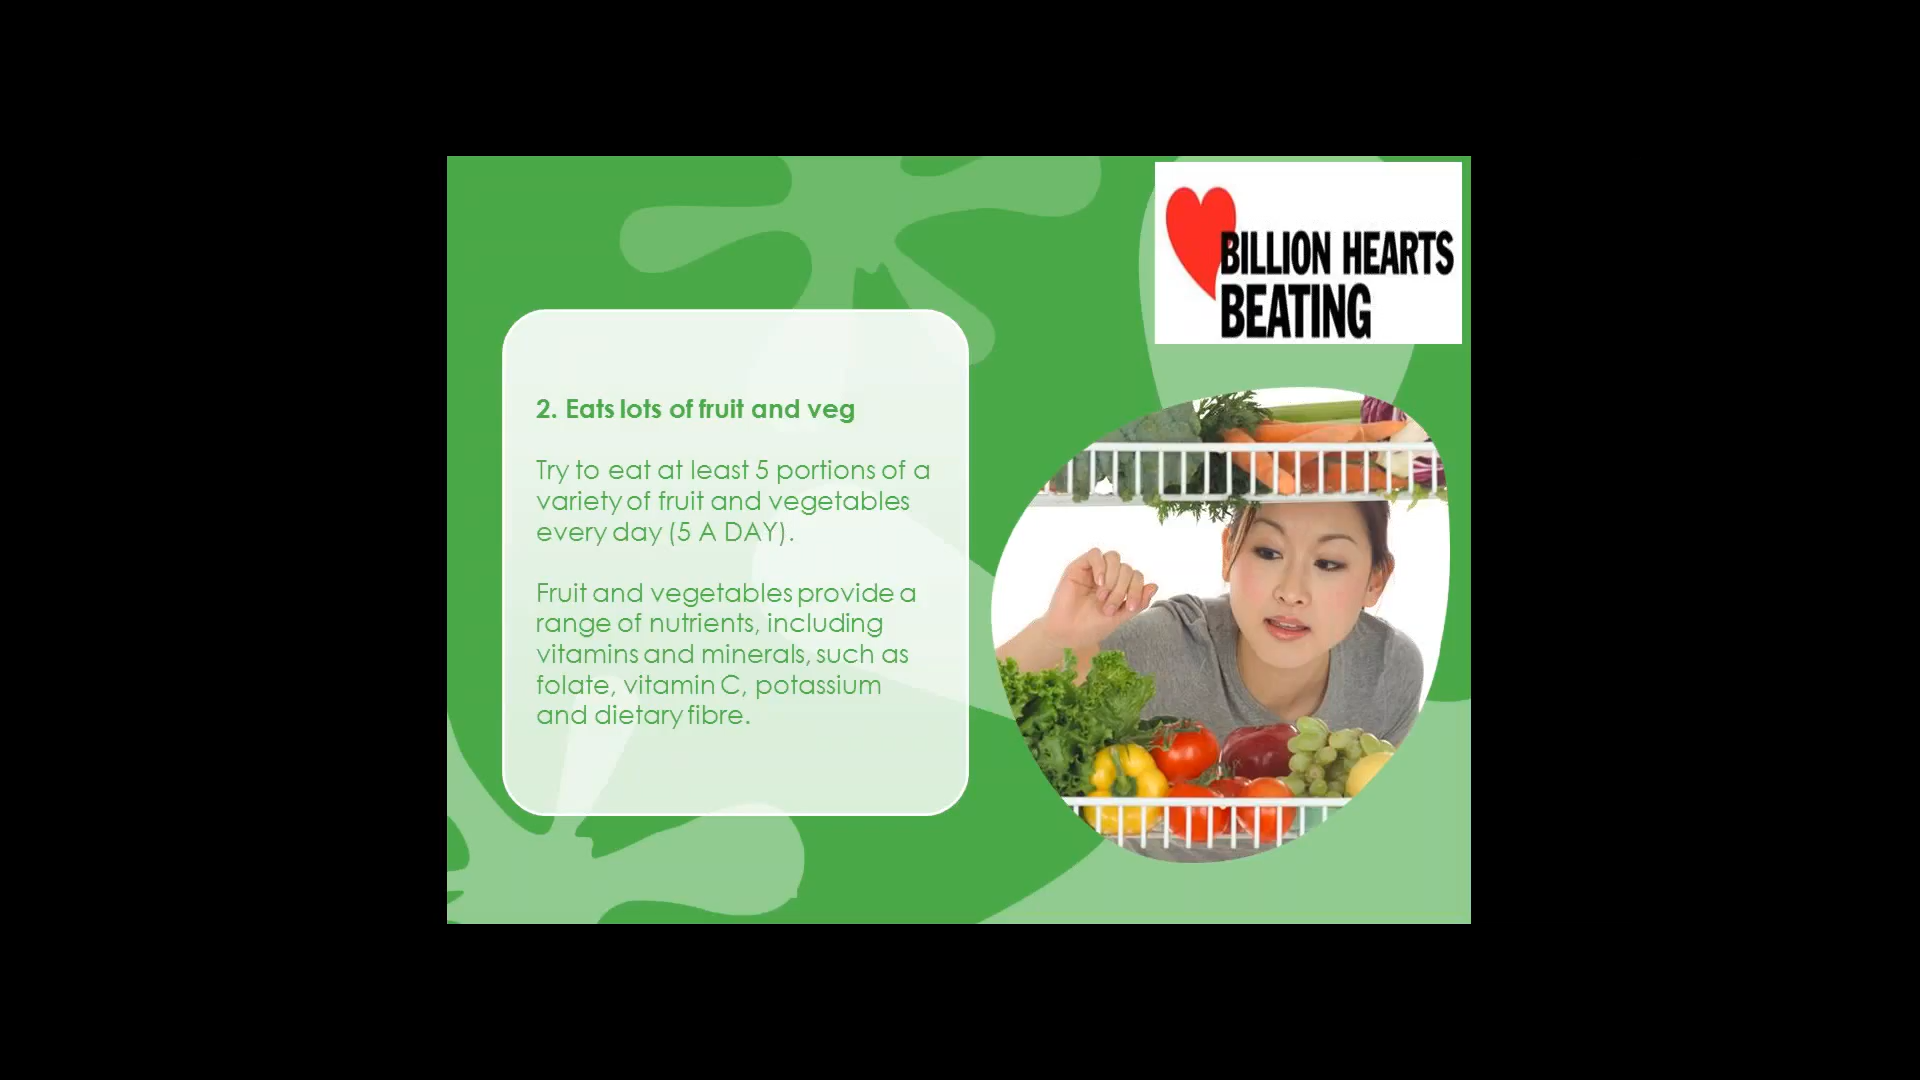 BILLION HEARTS
BEATING
2. Eats lots of fruit and veg
Try to eat at least 5 portions of a
variety of fruit and vegetables
every day (5 A DAY).
Fruit and vegetables provide a
range of nutrients, including
vitamins and minerals, such as
folate, vitamin C, potassium
and dietary fibre.